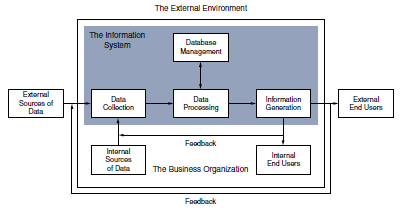 The External Environment
The Information
System
Database
Management
External
Sources of
Data
Data
Collection
Data
Processing
Information
Generation
External
End Users
Feedback
Internal
Sources
of Data
The Business Organization
Internal
End Users
Feedback